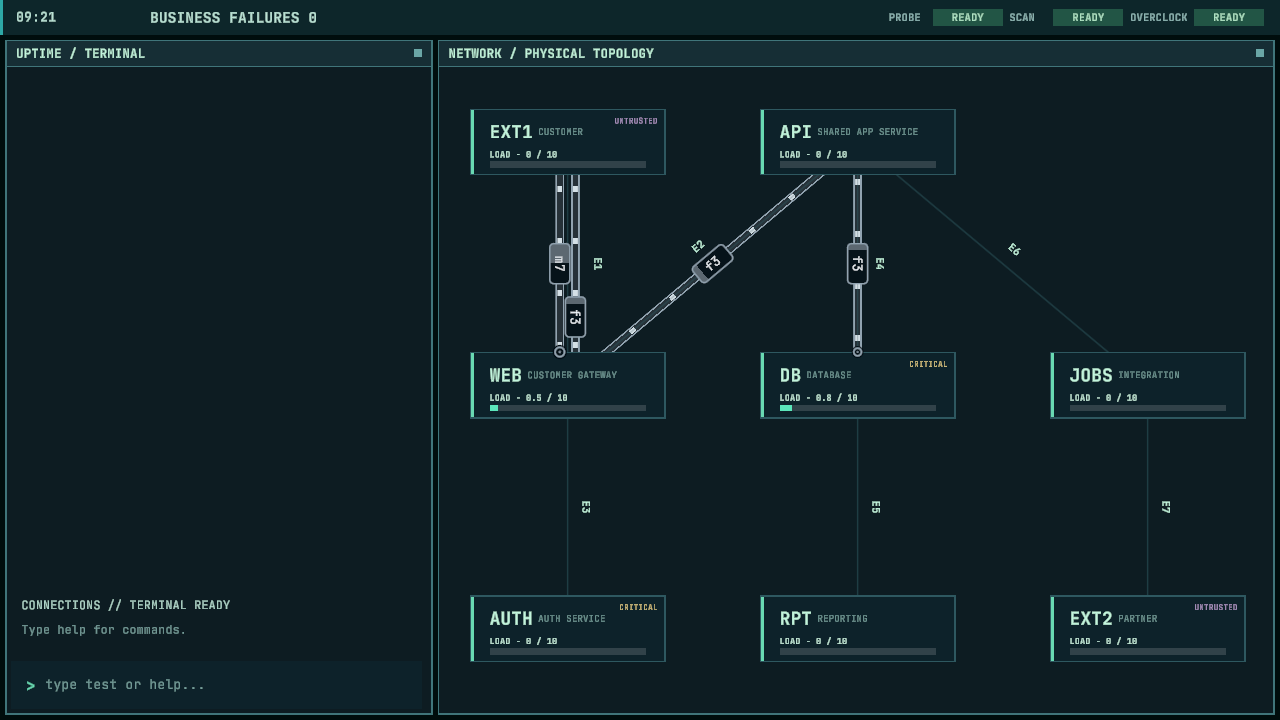 09:21
BUSINESS FAILURES 0
PROBE READY SCAN READY OVERCLOCK READY
UPTIME / TERMINAL
NETWORK / PHYSICAL TOPOLOGY
UNTRUSTED
EXT1 CUSTOMER
LOAD - 0 / 10
API SHARED APP SERVICE
LOAD - 0 / 10
m7
f3
E1
E2
f3
f3
E4
E6
WEB CUSTOMER GATEWAY
LOAD - 0.5 / 10
CRITICAL
DB DATABASE
LOAD - 0.8 / 10
JOBS INTEGRATION
LOAD - 0 / 10
E3
E5
E7
CRITICAL
AUTH AUTH SERVICE
LOAD - 0 / 10
RPT REPORTING
LOAD - 0 / 10
UNTRUSTED
EXT2 PARTNER
LOAD - 0 / 10
CONNECTIONS // TERMINAL READY
Type help for commands.
> type test or help...